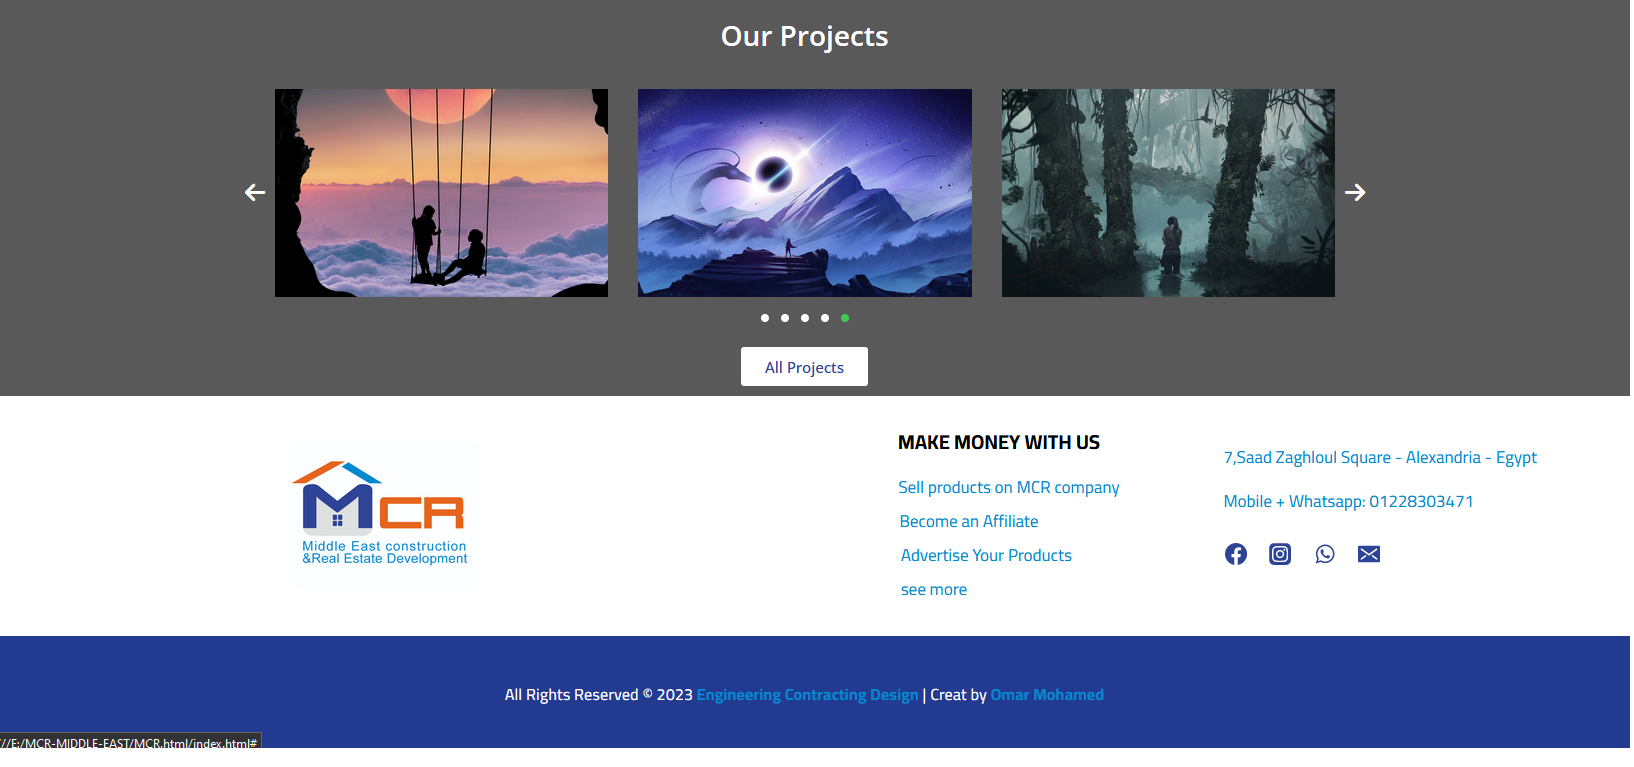 Our Projects
All Projects
MCR
Middle East construction
&Real Estate Development
MAKE MONEY WITH US
Sell products on MCR company
Become an Affiliate
Advertise Your Products
see more
7,Saad Zaghloul Square - Alexandria - Egypt
Mobile + Whatsapp: 01228303471
All Rights Reserved © 2023 Engineering Contracting Design | Creat by Omar Mohamed
///E:/MCR-MIDDLE-EAST/MCR.html/index.html#